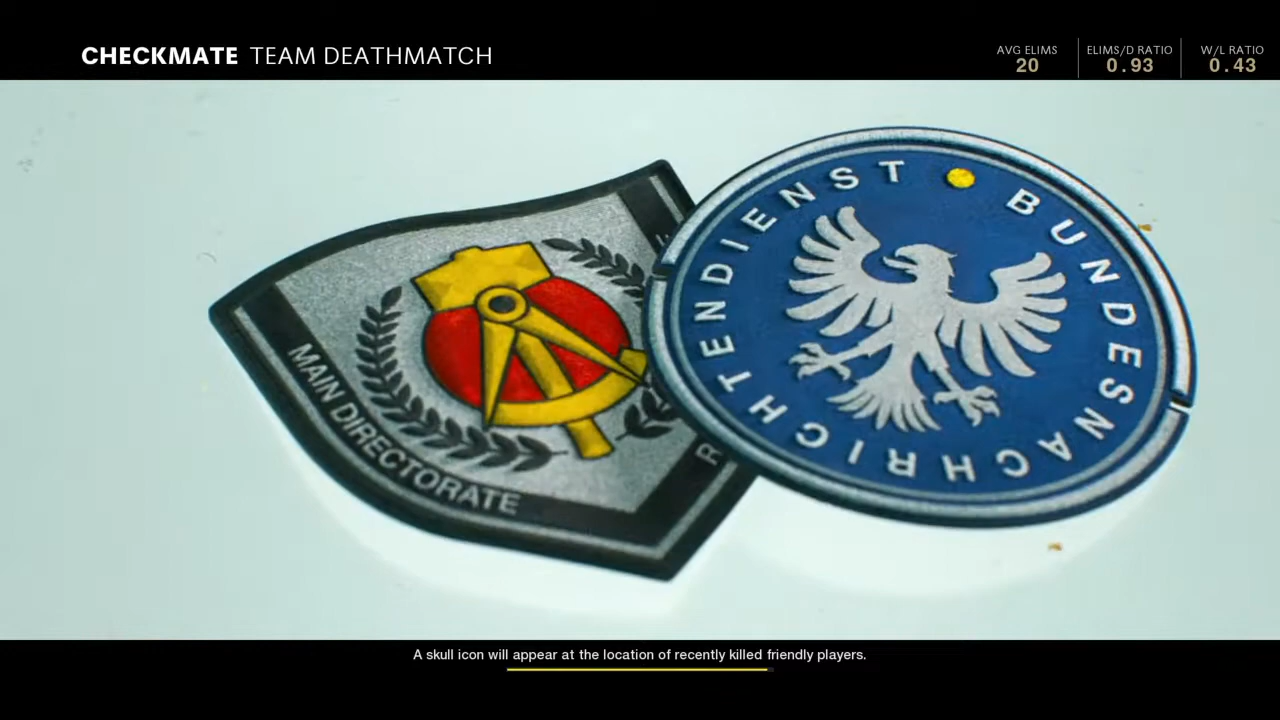 CHECKMATE TEAM DEATHMATCH
AVG ELIMS
20
ELIMS/D RATIO
0.93
W/L RATIO
0.43
MAIN DIRECTORATE
R
BUNDESNACHRICHTENDIENST
A skull icon will appear at the location of recently killed friendly players.